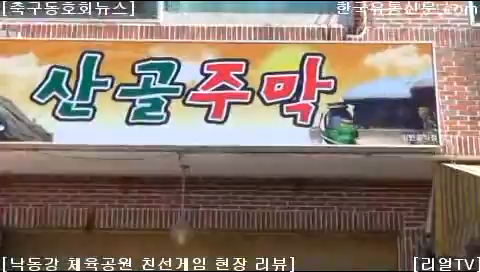 [축구동호회뉴스]
한국유통신문.com
산골주막
[낙동강 체육공원 친선게임 현장 리뷰]
[리얼TV]